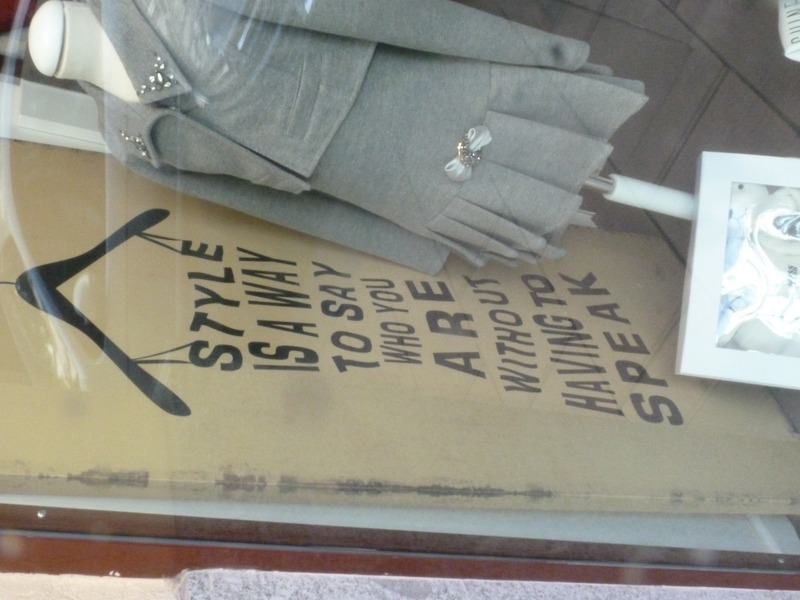 STYLE
IS A WAY
TO SAY
WHO YOU
ARE
WITHOUT
HAVING TO
SPEAK